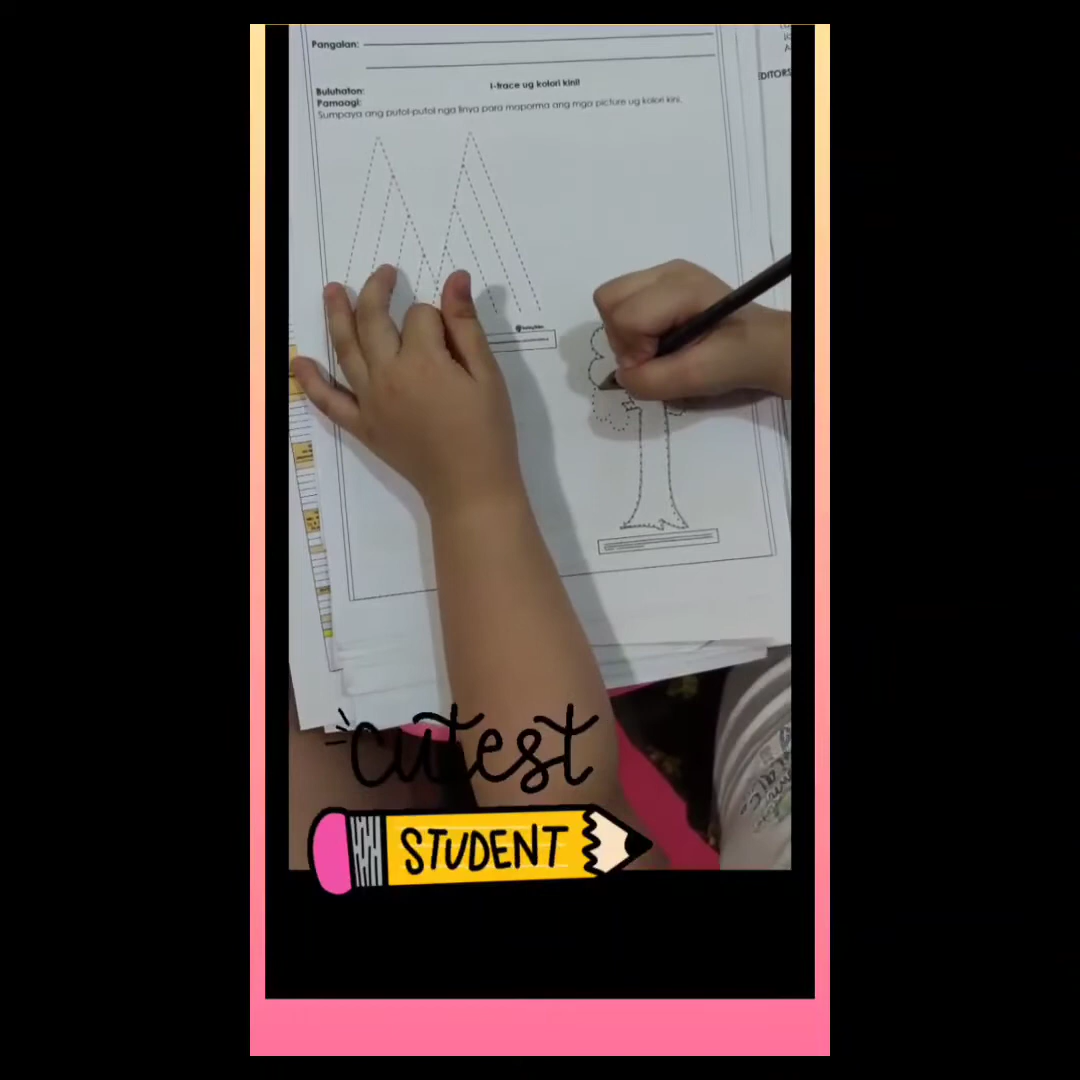 Pangalan:
EDITORS
Buluhaton: I-trace ug kolori kini!
Pamaagi:
Sumpaya ang putol-putol nga linya para maporma ang mga picture ug kolori kini.
cutest
STUDENT